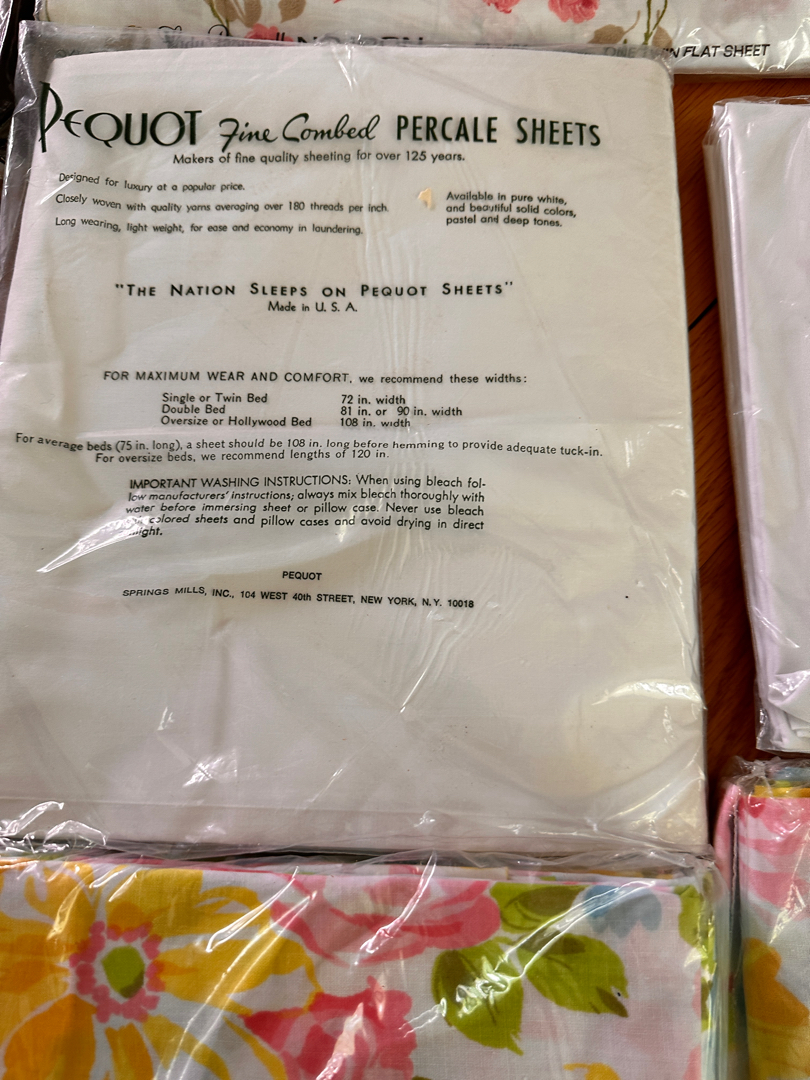 ONE TWIN FLAT SHEET
PEQUOT Fine Combed PERCALE SHEETS
Makers of fine quality sheeting for over 125 years.
Designed for luxury at a popular price.
Closely woven with quality yarns averaging over 180 threads per inch.
Long wearing, light weight, for ease and economy in laundering.
Available in pure white,
and beautiful solid colors,
pastel and deep tones.
"THE NATION SLEEPS ON PEQUOT SHEETS"
Made in U. S. A.
FOR MAXIMUM WEAR AND COMFORT, we recommend these widths:
Single or Twin Bed 72 in. width
Double Bed 81 in. or 90 in. width
Oversize or Hollywood Bed 108 in. width
For average beds (75 in. long), a sheet should be 108 in. long before hemming to provide adequate tuck-in.
For oversize beds, we recommend lengths of 120 in.
IMPORTANT WASHING INSTRUCTIONS: When using bleach fol-
low manufacturers' instructions; always mix bleach thoroughly with
water before immersing sheet or pillow case. Never use bleach
colored sheets and pillow cases and avoid drying in direct
PEQUOT
SPRINGS MILLS, INC., 104 WEST 40th STREET, NEW YORK, N.Y. 10018